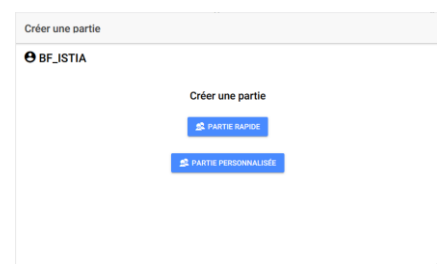 Créer une partie
BF_ISTIA
Créer une partie
PARTIE RAPIDE
PARTIE PERSONNALISÉE